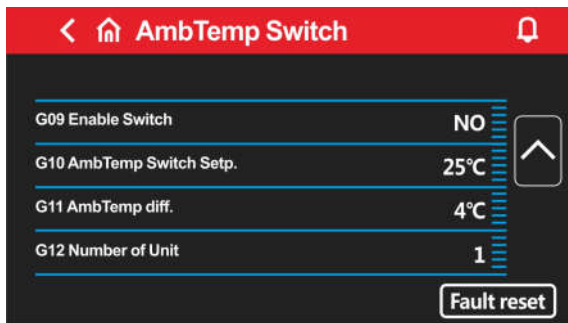 AmbTemp Switch
G09 Enable Switch NO
G10 AmbTemp Switch Setp. 25℃
G11 AmbTemp diff. 4℃
G12 Number of Unit 1
Fault reset